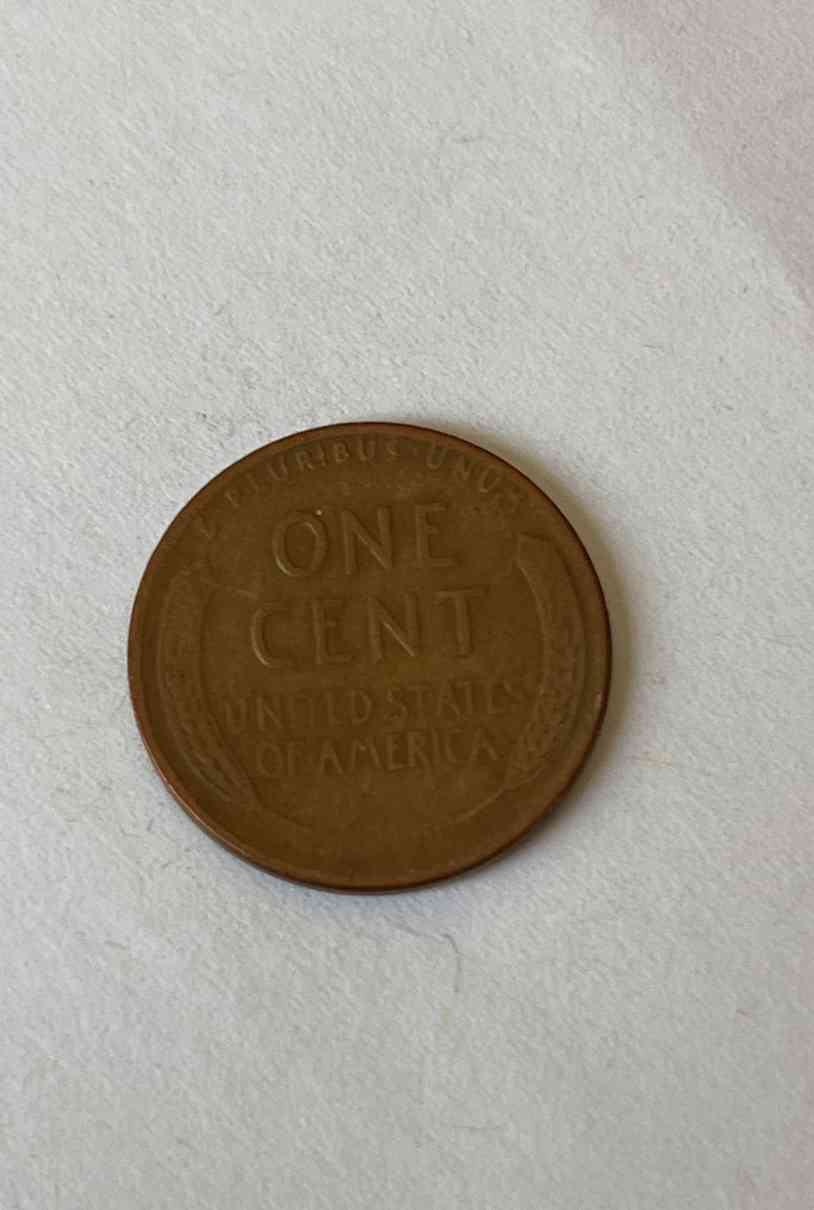 E PLURIBUS · UNUM
ONE
CENT
UNITED STATES
OF AMERICA